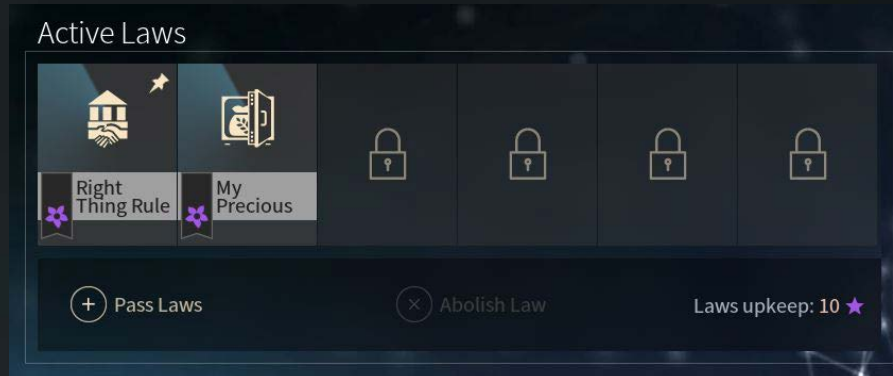 Active Laws
Right
Thing Rule
My
Precious
Pass Laws
Abolish Law
Laws upkeep: 10